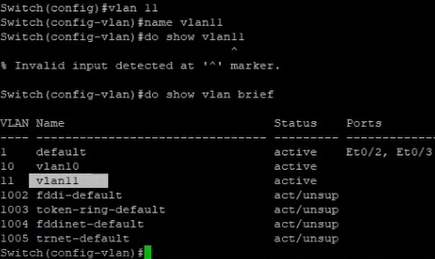 Switch(config)#vlan 11
Switch(config-vlan)#name vlan11
Switch(config-vlan)#do show vlan11
^
% Invalid input detected at '^' marker.
Switch(config-vlan)#do show vlan brief
VLAN Name Status Ports
---- -------------------------------- --------- -------------------------------
1 default active Et0/2, Et0/3
10 vlan10 active
11 vlan11 active
1002 fddi-default act/unsup
1003 token-ring-default act/unsup
1004 fddinet-default act/unsup
1005 trnet-default act/unsup
Switch(config-vlan)#